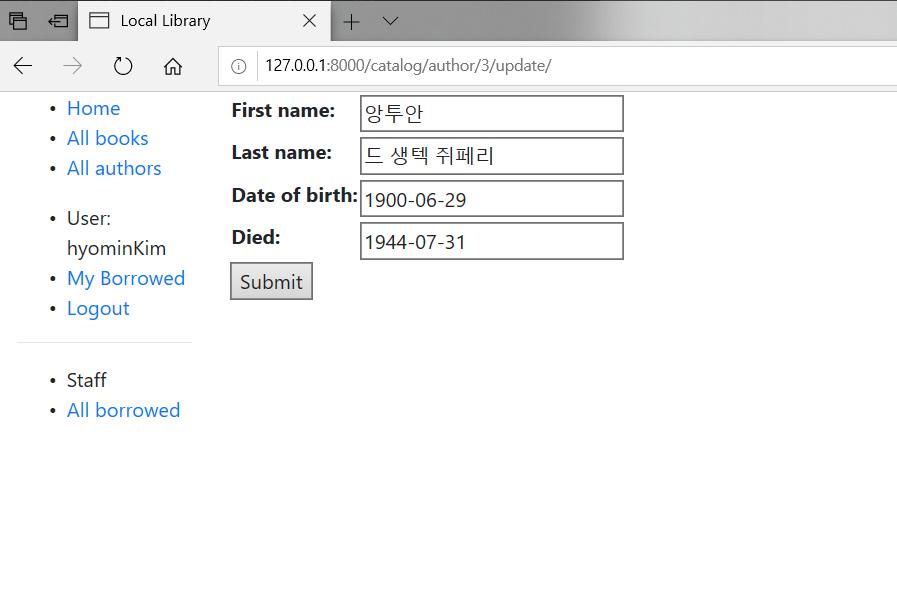 Local Library
127.0.0.1:8000/catalog/author/3/update/
Home
All books
All authors
User:
hyominKim
My Borrowed
Logout
Staff
All borrowed
First name: 앙투안
Last name: 드 생텍 쥐페리
Date of birth: 1900-06-29
Died: 1944-07-31
Submit